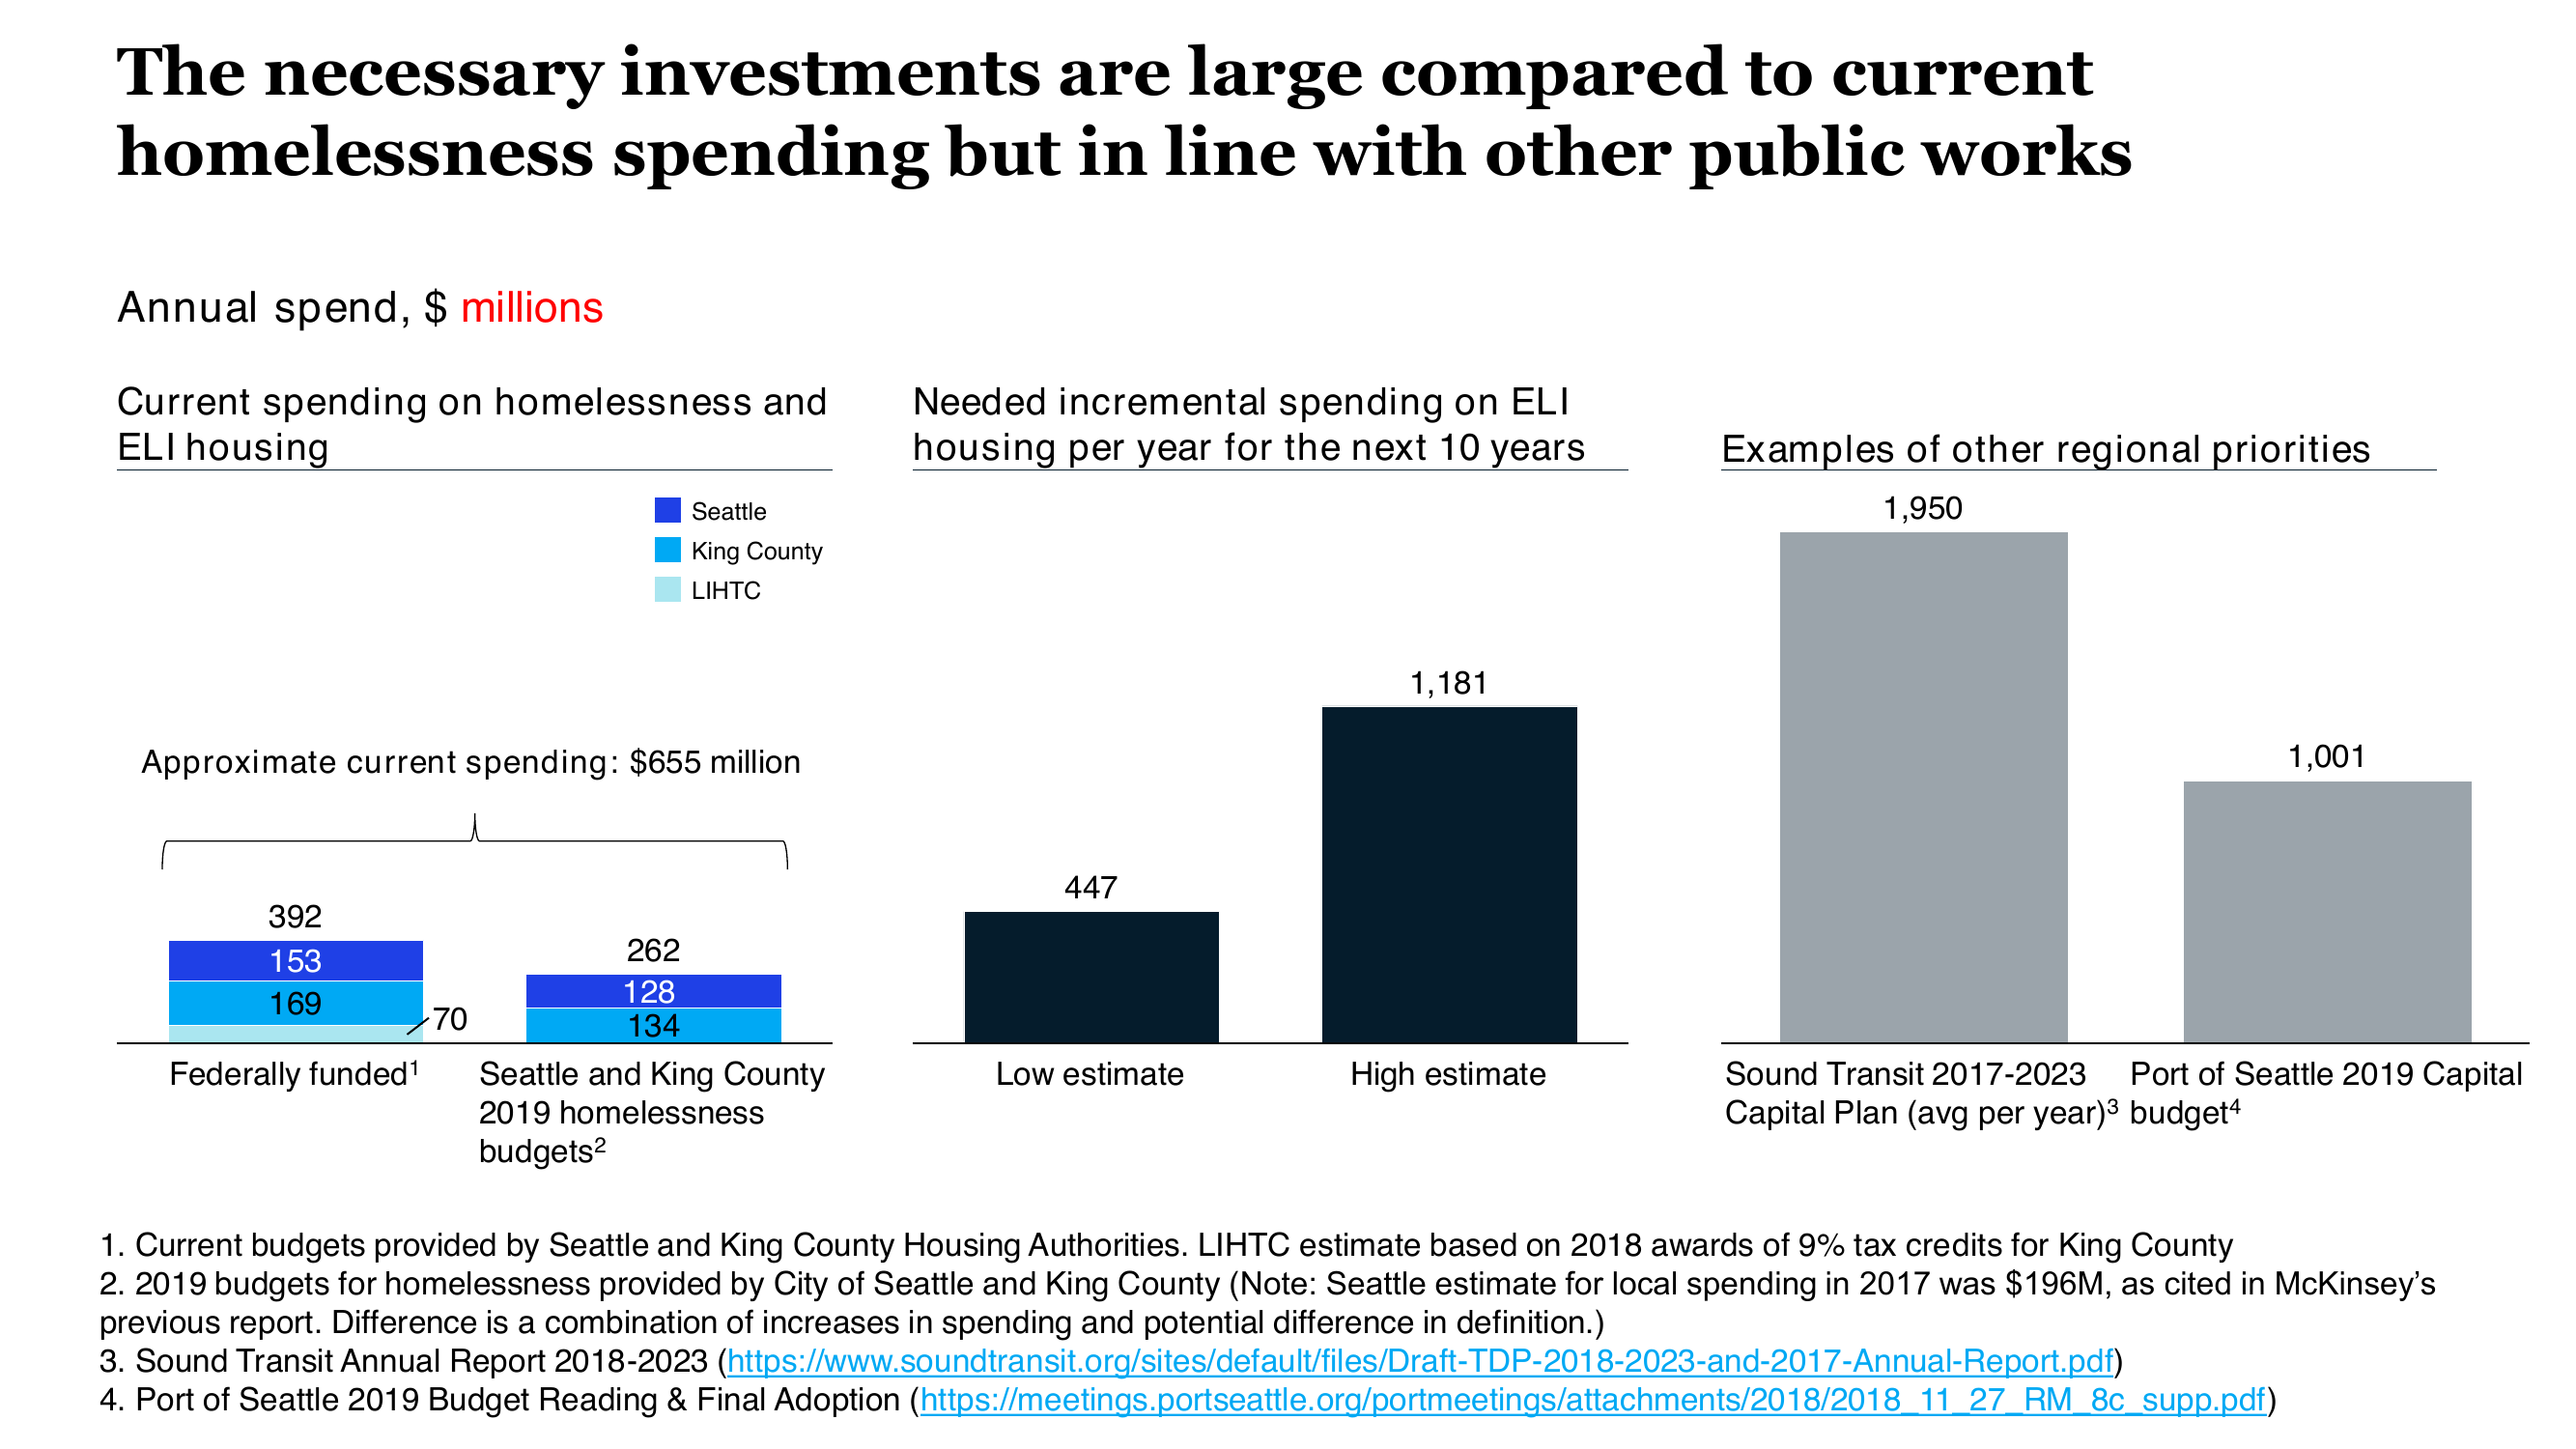 The necessary investments are large compared to current
homelessness spending but in line with other public works
Annual spend, $ millions
Current spending on homelessness and
ELI housing
Seattle
King County
LIHTC
Approximate current spending: $655 million
392
153
169
70
262
128
134
Federally funded¹
Seattle and King County
2019 homelessness
budgets²
Needed incremental spending on ELI
housing per year for the next 10 years
447
1,181
Low estimate
High estimate
Examples of other regional priorities
1,950
1,001
Sound Transit 2017-2023
Capital Plan (avg per year)³
Port of Seattle 2019 Capital
budget⁴
1. Current budgets provided by Seattle and King County Housing Authorities. LIHTC estimate based on 2018 awards of 9% tax credits for King County
2. 2019 budgets for homelessness provided by City of Seattle and King County (Note: Seattle estimate for local spending in 2017 was $196M, as cited in McKinsey’s
previous report. Difference is a combination of increases in spending and potential difference in definition.)
3. Sound Transit Annual Report 2018-2023 (https://www.soundtransit.org/sites/default/files/Draft-TDP-2018-2023-and-2017-Annual-Report.pdf)
4. Port of Seattle 2019 Budget Reading & Final Adoption (https://meetings.portseattle.org/portmeetings/attachments/2018/2018_11_27_RM_8c_supp.pdf)